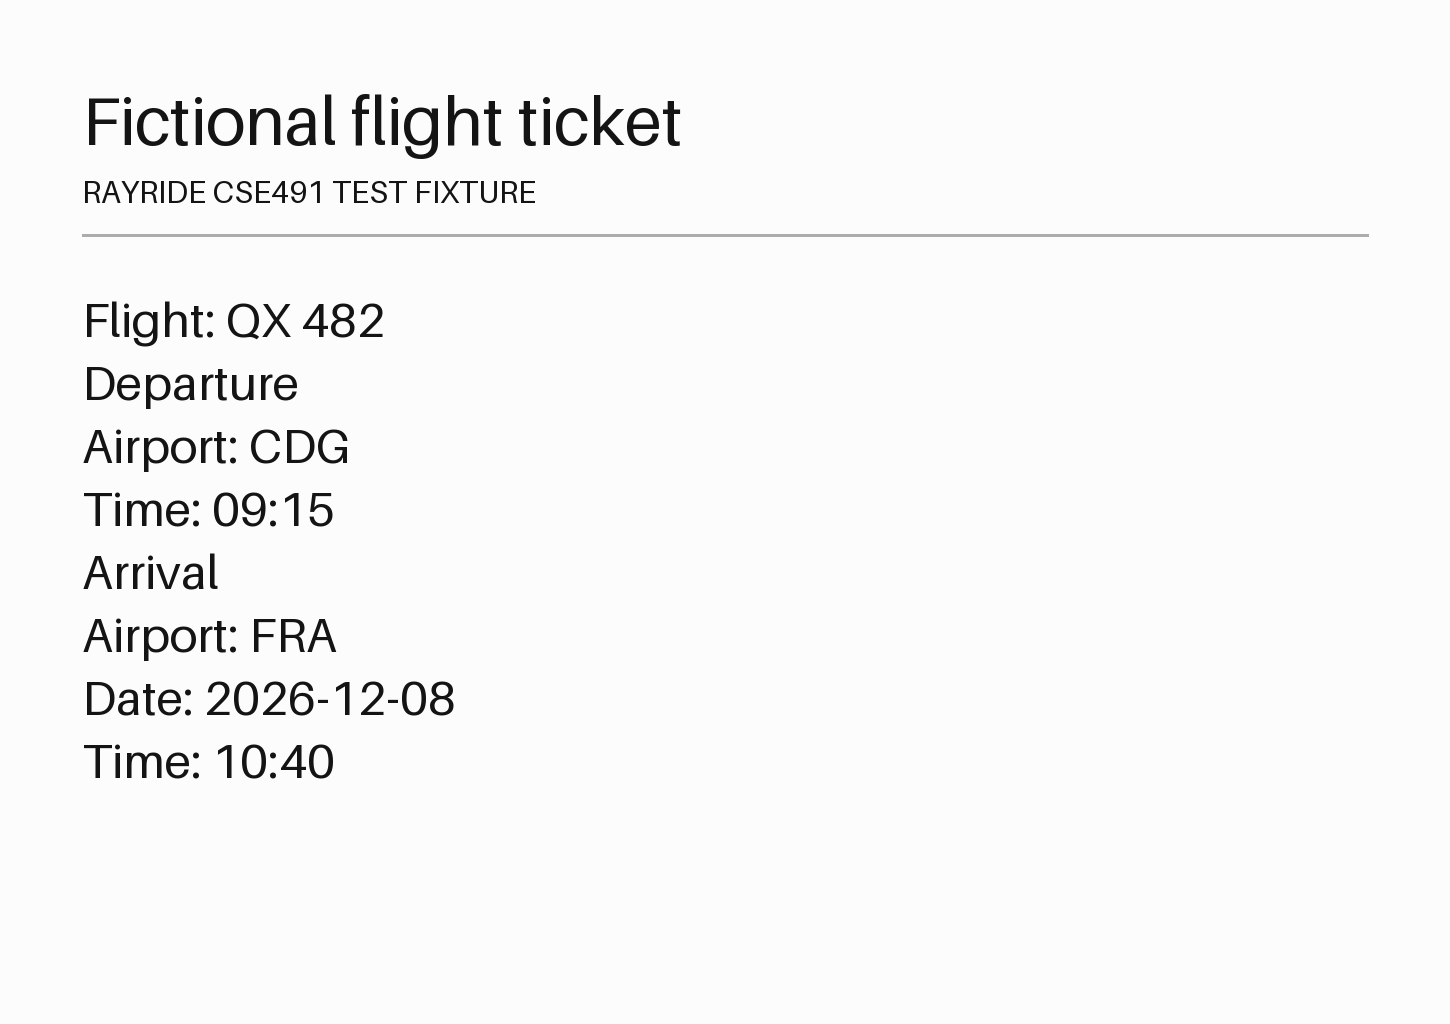 Fictional flight ticket
RAYRIDE CSE491 TEST FIXTURE
Flight: QX 482
Departure
Airport: CDG
Time: 09:15
Arrival
Airport: FRA
Date: 2026-12-08
Time: 10:40